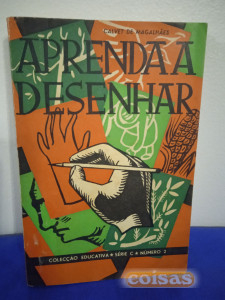 CALVET DE MAGALHÃES
APRENDA A
DESENHAR
COLECÇÃO EDUCATIVA ★ SÉRIE C ★ NÚMERO 2
coisas